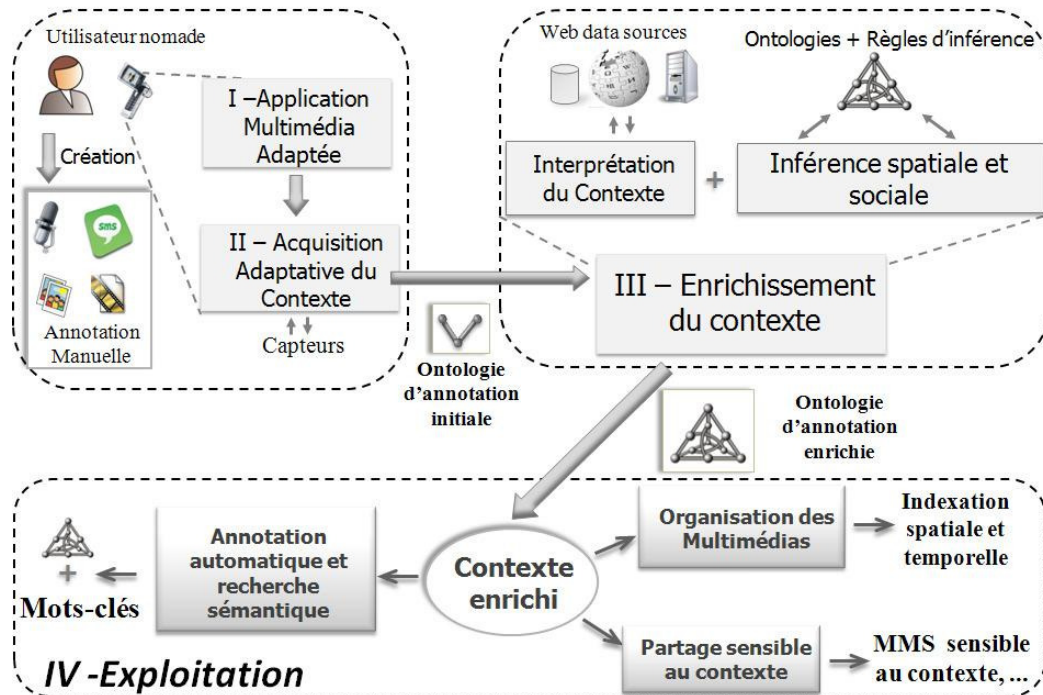 Utilisateur nomade
Création
sms
Annotation
Manuelle
I –Application
Multimédia
Adaptée
II – Acquisition
Adaptative du
Contexte
Capteurs
Web data sources
Ontologies + Règles d’inférence
Interprétation
du Contexte
+
Inférence spatiale et
sociale
III – Enrichissement
du contexte
Ontologie
d’annotation
initiale
Ontologie
d’annotation
enrichie
Annotation
automatique et
recherche
sémantique
+
Mots-clés
Contexte
enrichi
Organisation des
Multimédias
Indexation
spatiale et
temporelle
Partage sensible
au contexte
MMS sensible
au contexte, ...
IV -Exploitation